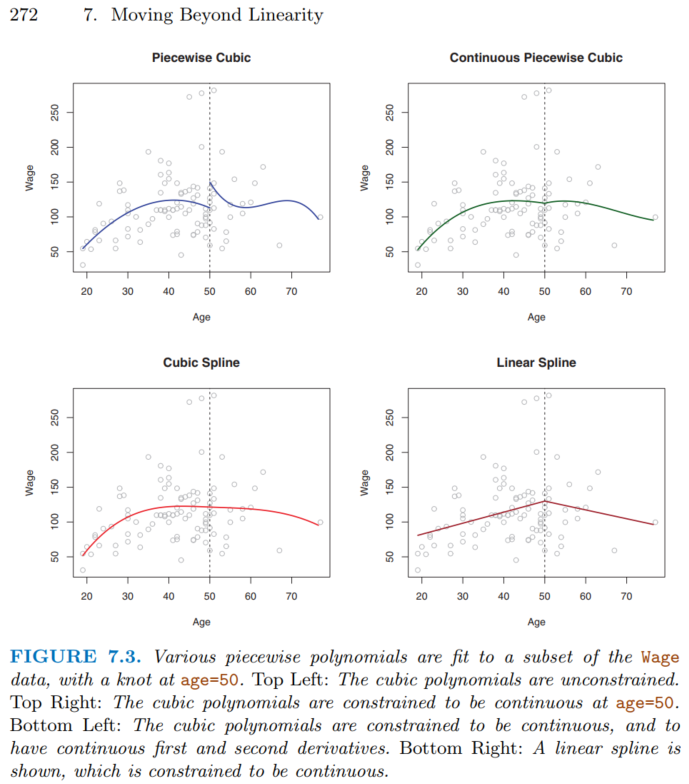 272 7. Moving Beyond Linearity
Piecewise Cubic
250
200
150
100
50
Wage
20 30 40 50 60 70
Age
Continuous Piecewise Cubic
250
200
150
100
50
Wage
20 30 40 50 60 70
Age
Cubic Spline
250
200
150
100
50
Wage
20 30 40 50 60 70
Age
Linear Spline
250
200
150
100
50
Wage
20 30 40 50 60 70
Age
FIGURE 7.3. Various piecewise polynomials are fit to a subset of the Wage
data, with a knot at age=50. Top Left: The cubic polynomials are unconstrained.
Top Right: The cubic polynomials are constrained to be continuous at age=50.
Bottom Left: The cubic polynomials are constrained to be continuous, and to
have continuous first and second derivatives. Bottom Right: A linear spline is
shown, which is constrained to be continuous.